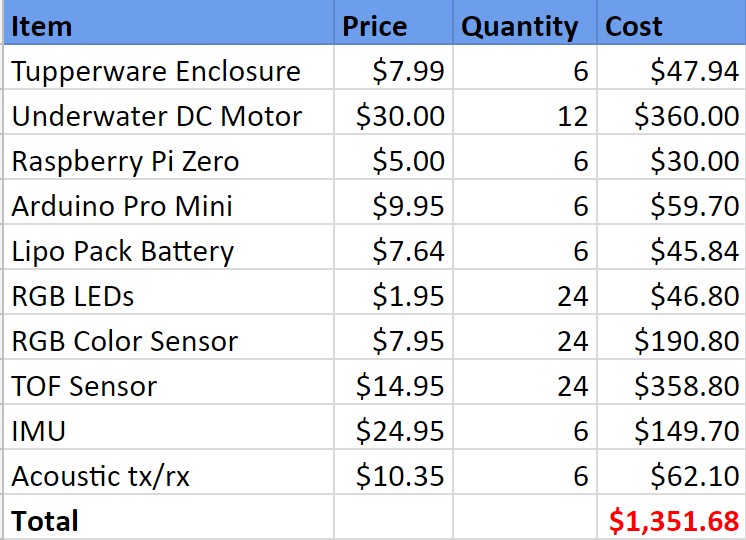 Item Price Quantity Cost
Tupperware Enclosure $7.99 6 $47.94
Underwater DC Motor $30.00 12 $360.00
Raspberry Pi Zero $5.00 6 $30.00
Arduino Pro Mini $9.95 6 $59.70
Lipo Pack Battery $7.64 6 $45.84
RGB LEDs $1.95 24 $46.80
RGB Color Sensor $7.95 24 $190.80
TOF Sensor $14.95 24 $358.80
IMU $24.95 6 $149.70
Acoustic tx/rx $10.35 6 $62.10
Total $1,351.68